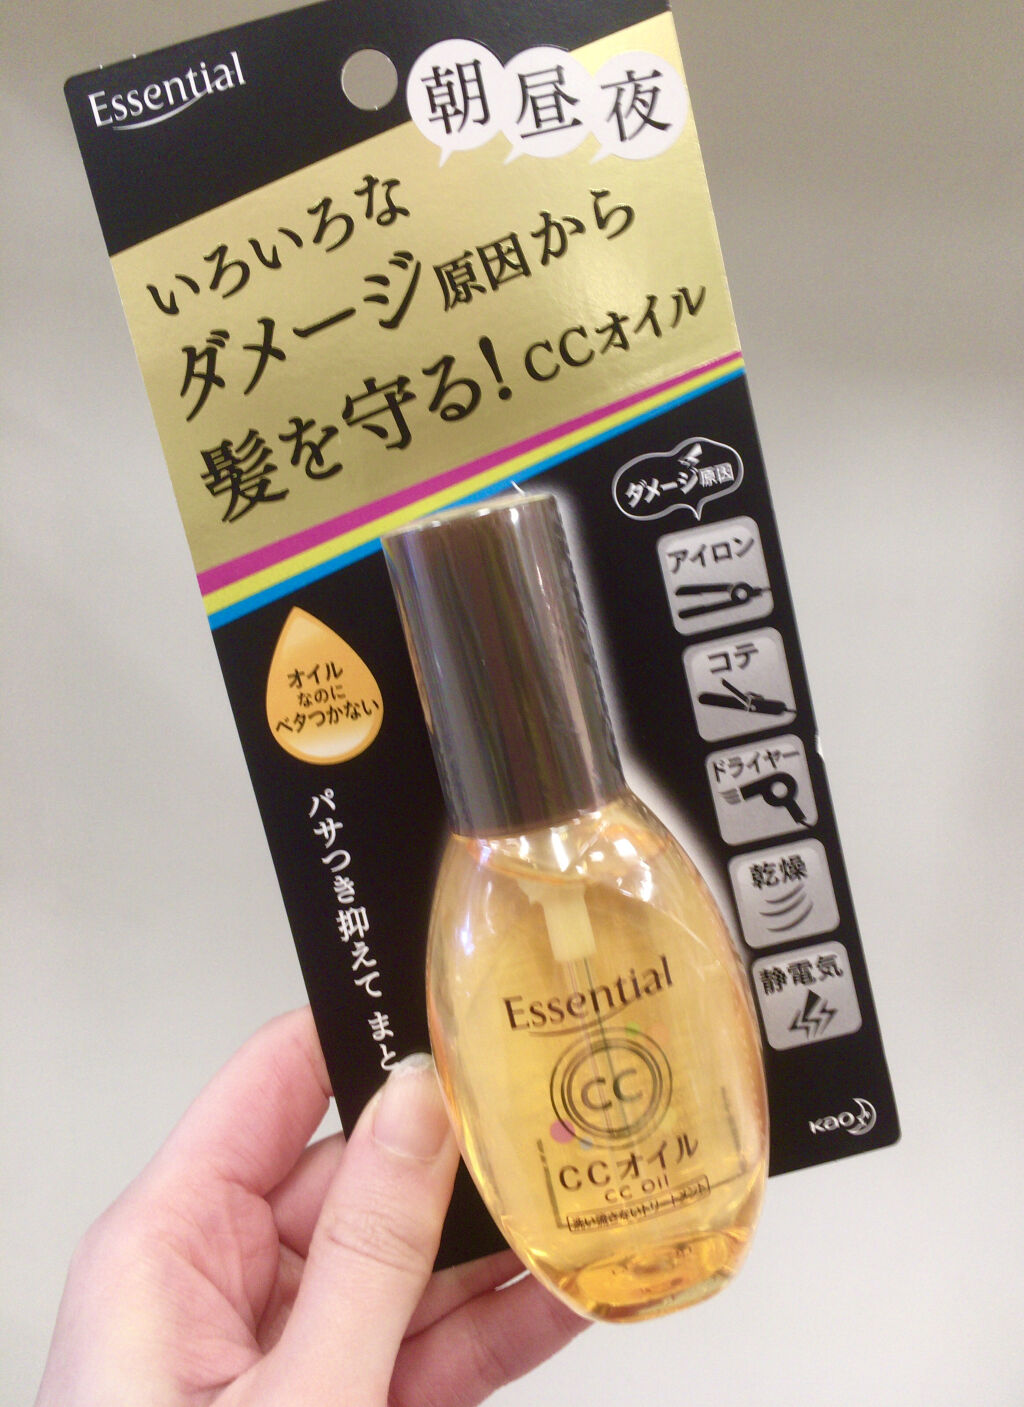 Essential
朝 昼 夜
いろいろな
ダメージ原因から
髪を守る! CCオイル
ダメージ原因
アイロン
コテ
ドライヤー
乾燥
静電気
オイル
なのに
ベタつかない
パサつき抑えて まと
Essential
CC
CCオイル
CC Oil
洗い流さないトリートメント
Kao